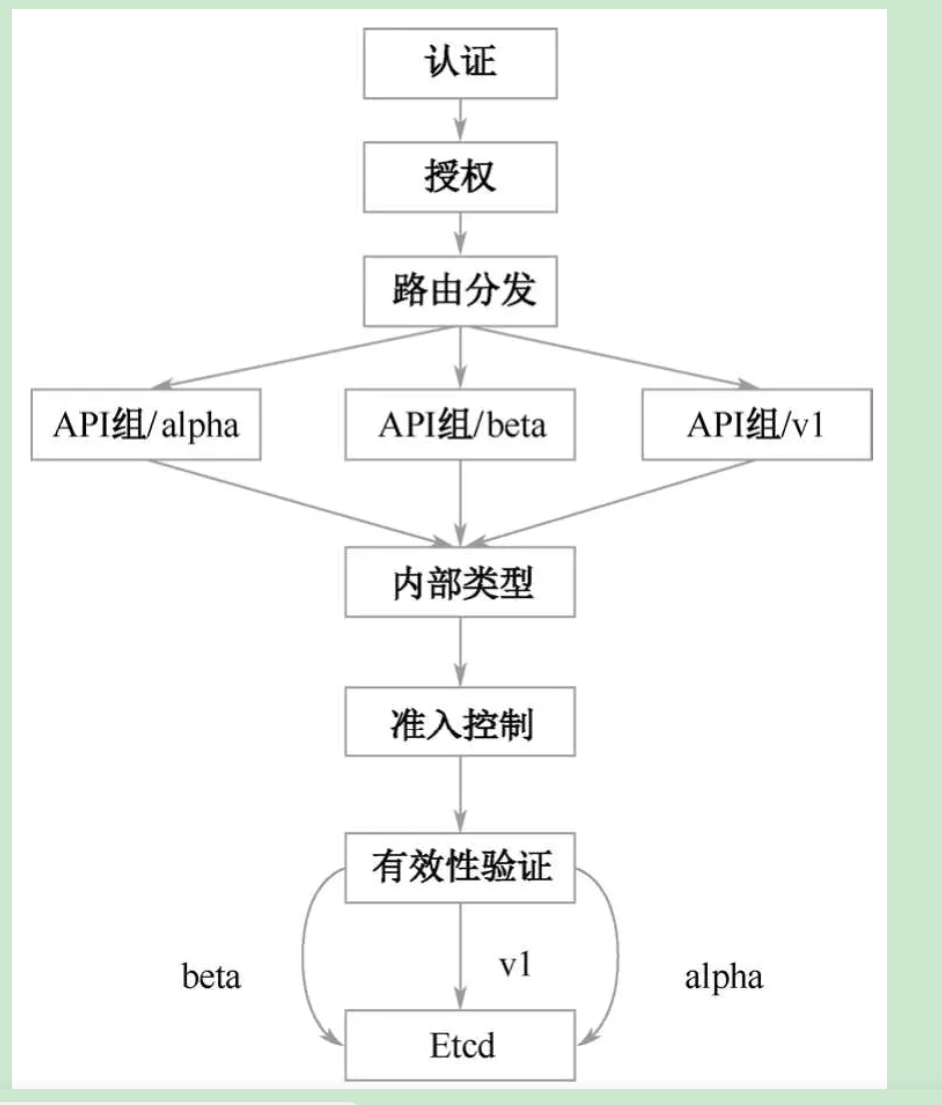 认证
授权
路由分发
API组/alpha
API组/beta
API组/v1
内部类型
准入控制
有效性验证
beta
v1
alpha
Etcd